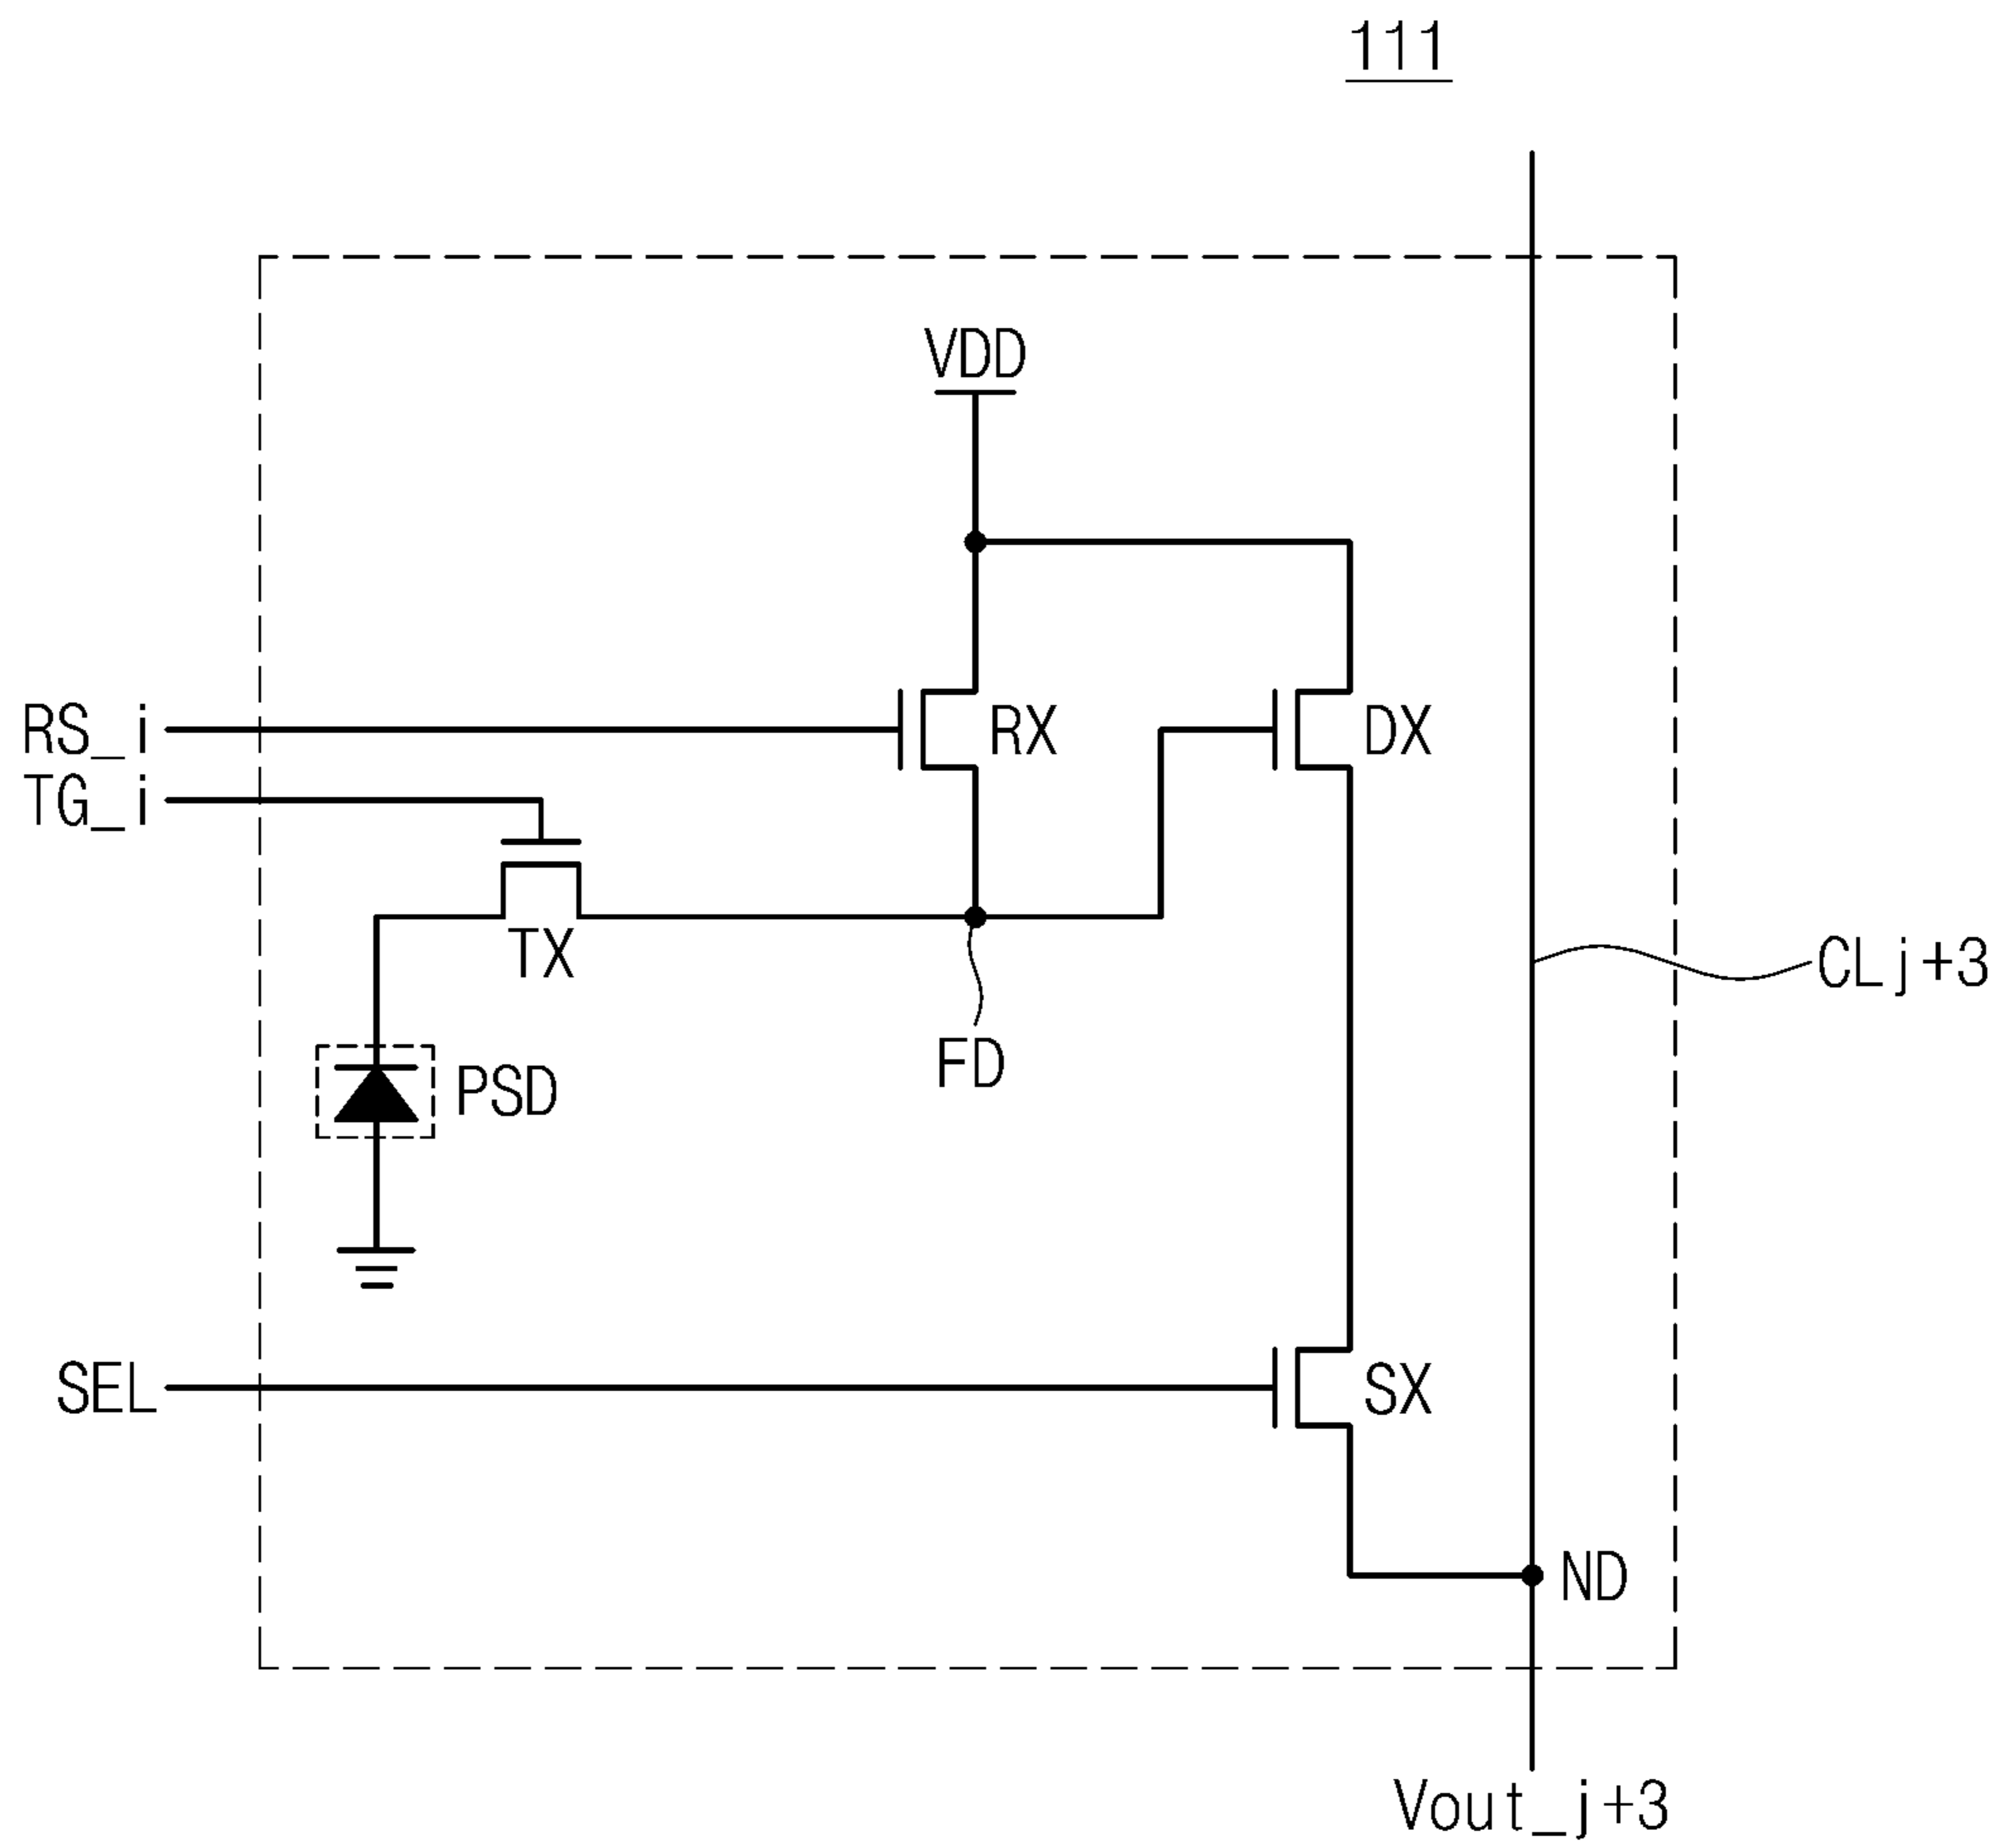 111
VDD
RS_i
RX
DX
TG_i
TX
CLj+3
FD
PSD
SEL
SX
ND
Vout_j+3